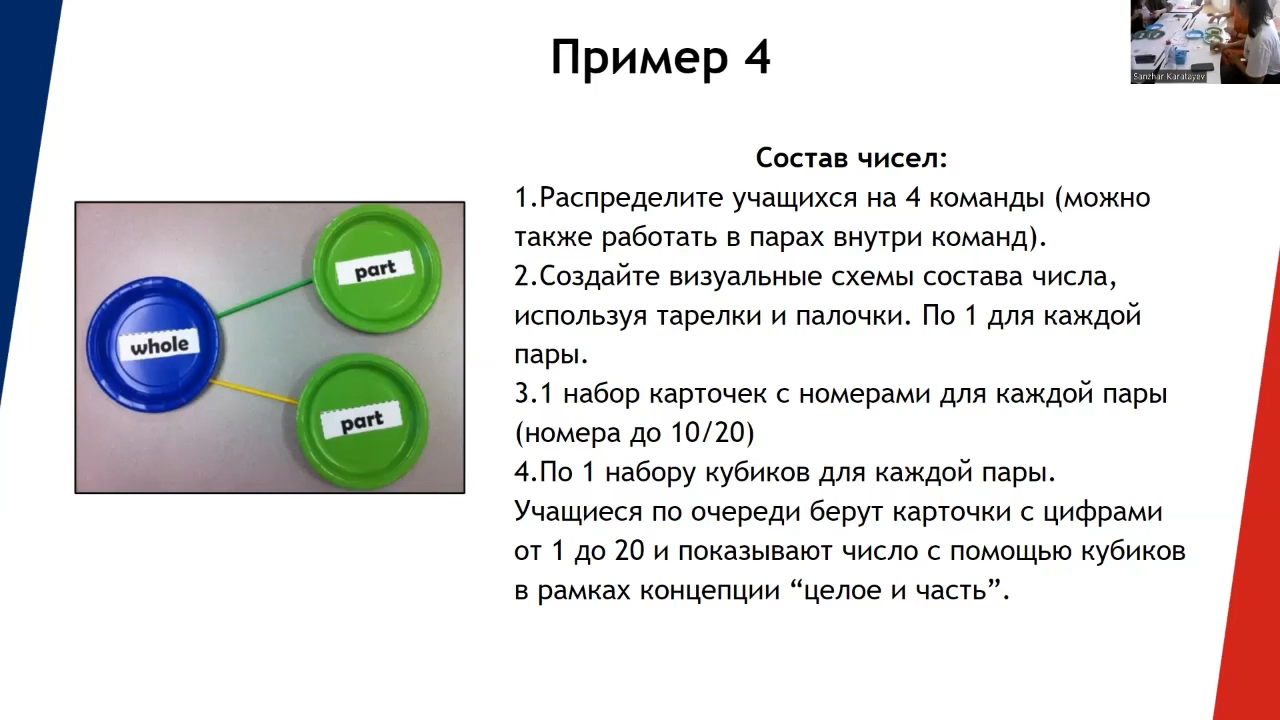 Пример 4
Sanzhar Karatayev
Состав чисел:
1.Распределите учащихся на 4 команды (можно
также работать в парах внутри команд).
2.Создайте визуальные схемы состава числа,
используя тарелки и палочки. По 1 для каждой
пары.
3.1 набор карточек с номерами для каждой пары
(номера до 10/20)
4.По 1 набору кубиков для каждой пары.
Учащиеся по очереди берут карточки с цифрами
от 1 до 20 и показывают число с помощью кубиков
в рамках концепции “целое и часть”.
part
whole
part